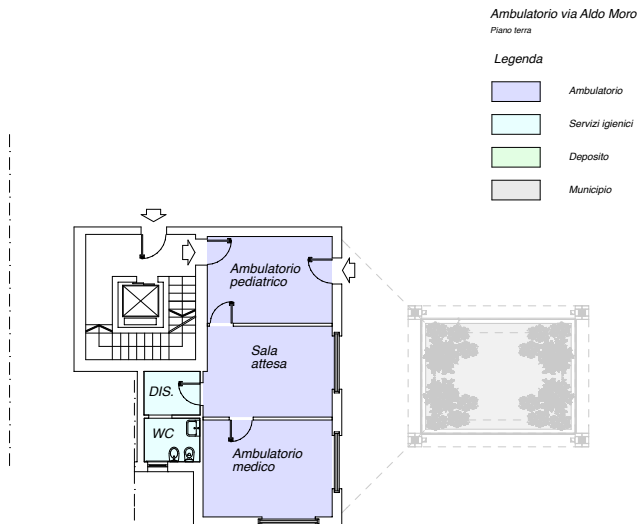 Ambulatorio via Aldo Moro
Piano terra
Legenda
Ambulatorio
Servizi igienici
Deposito
Municipio
Ambulatorio
pediatrico
Sala
attesa
DIS.
WC
Ambulatorio
medico